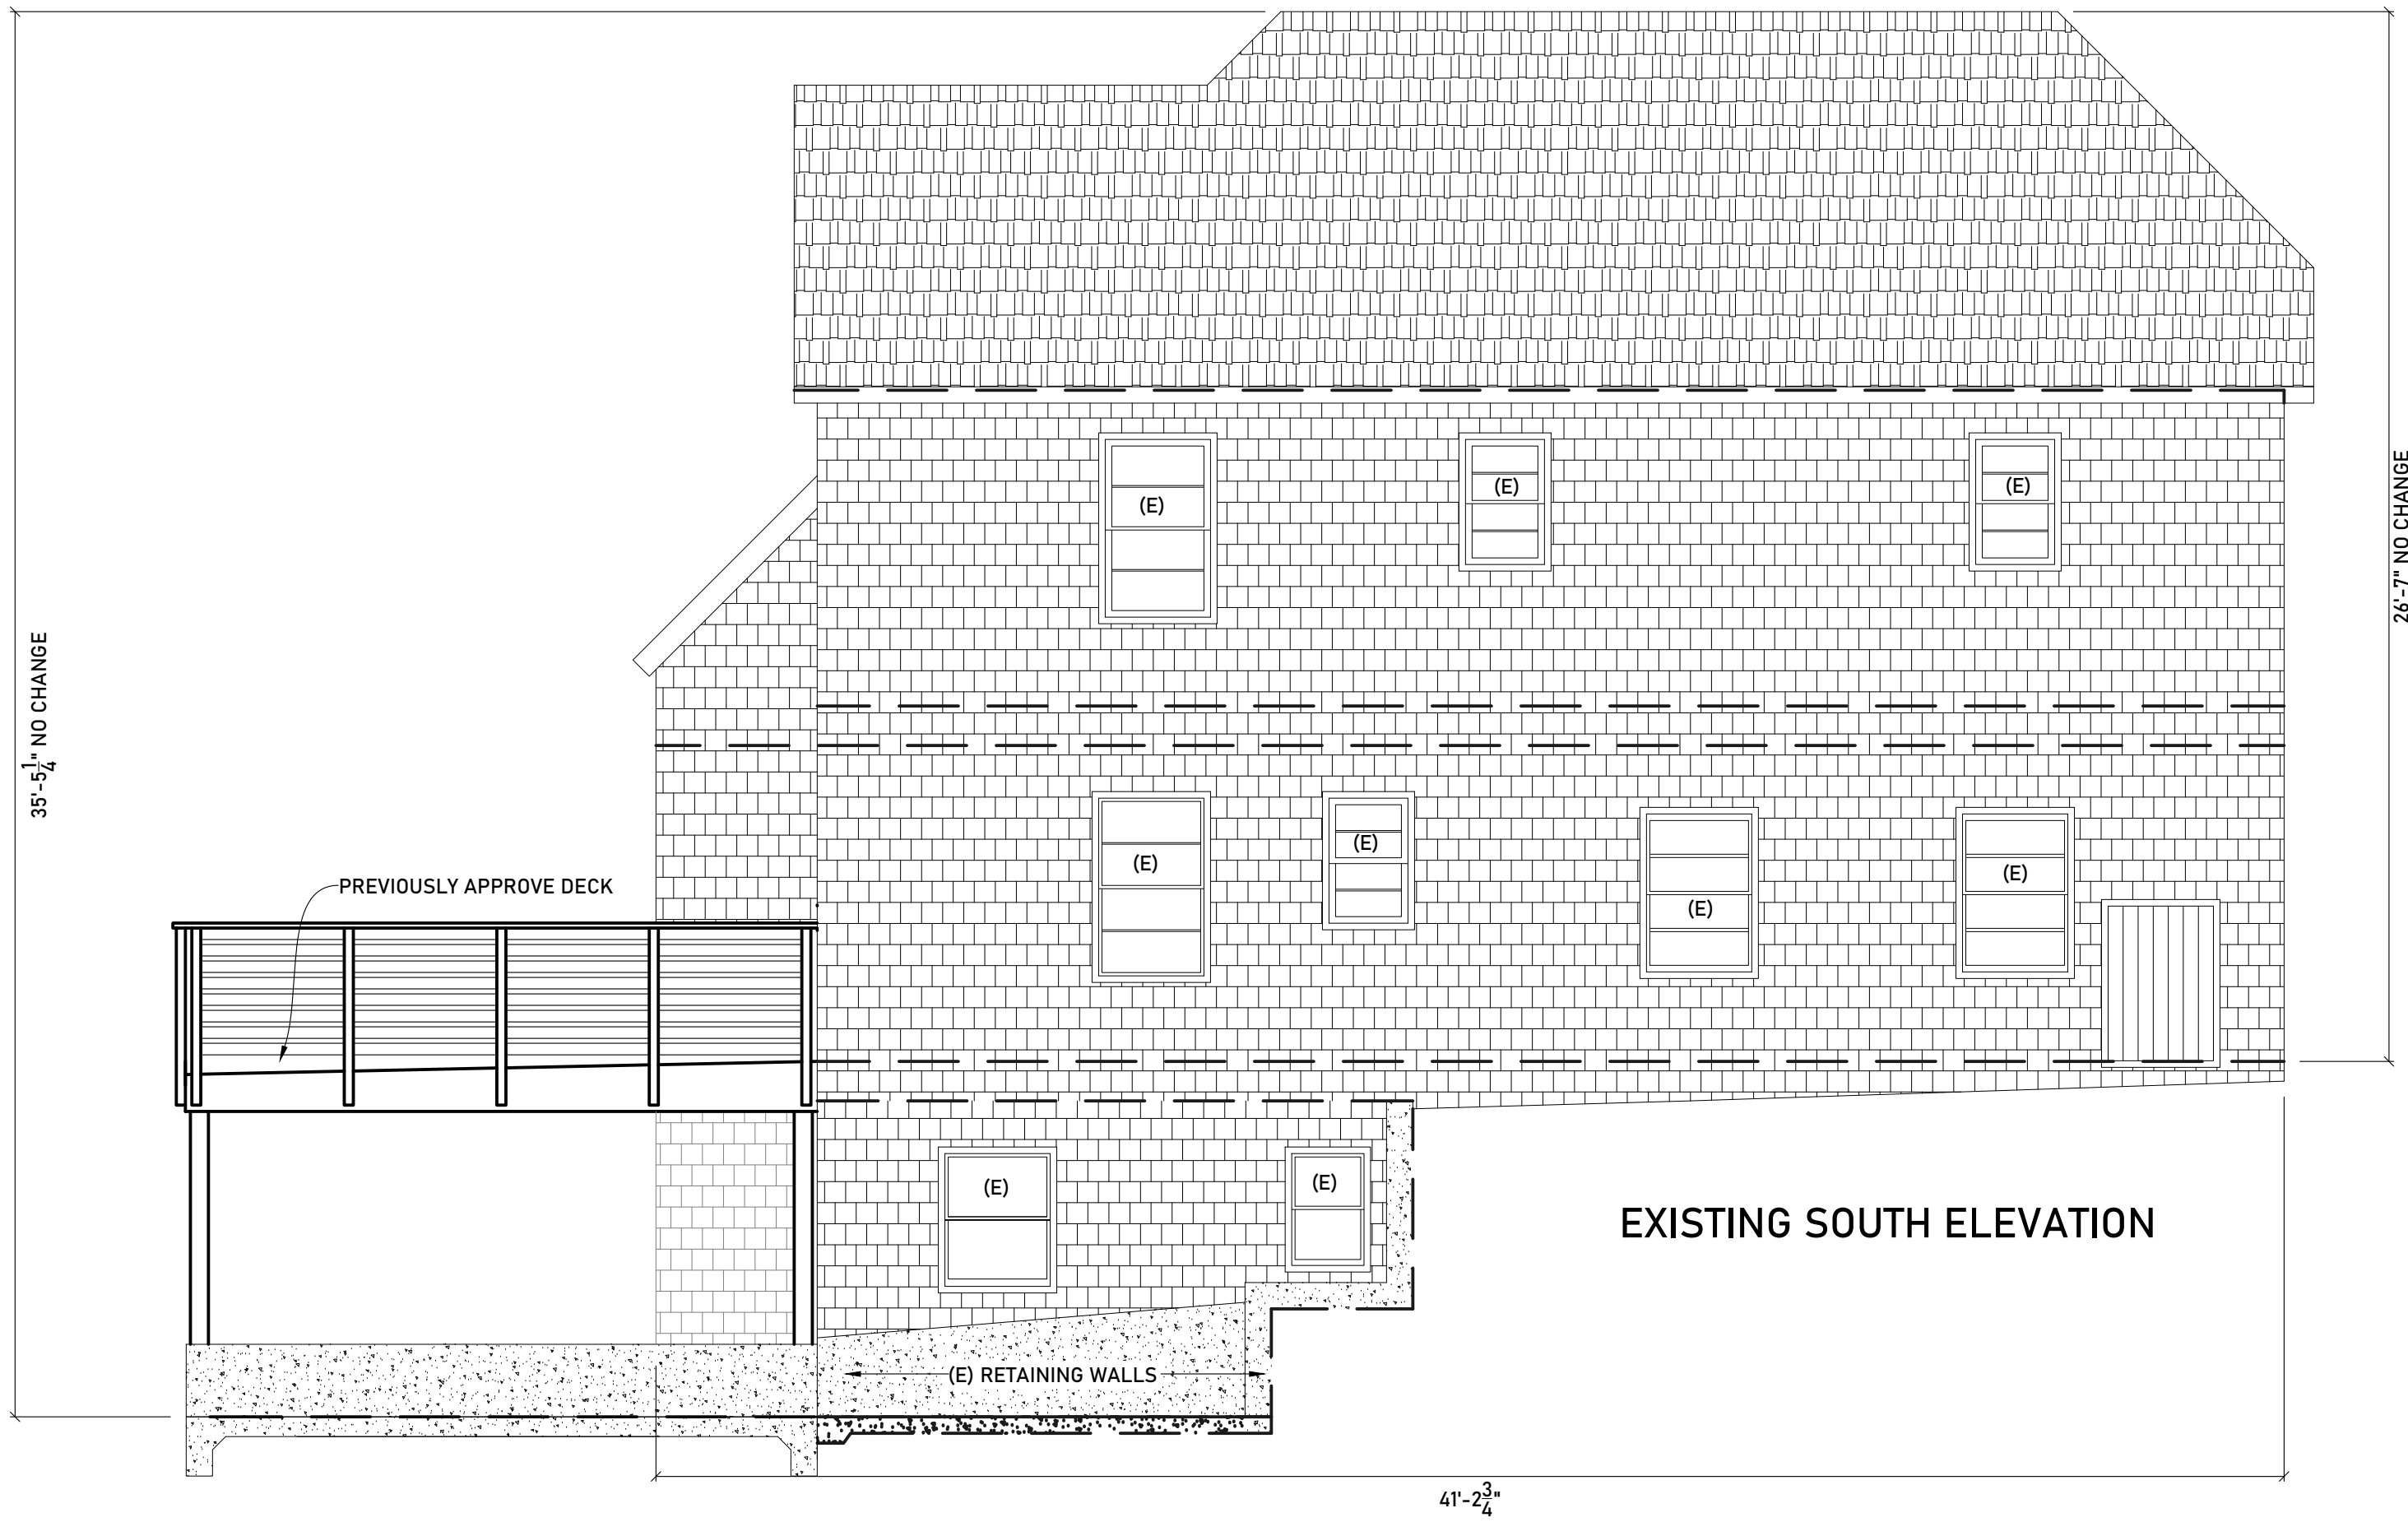 (E)
(E)
(E)
35'-5 1/4" NO CHANGE
26'-7" NO CHANGE
(E)
(E)
(E)
(E)
PREVIOUSLY APPROVE DECK
(E)
(E)
EXISTING SOUTH ELEVATION
(E) RETAINING WALLS
41'-2 3/4"